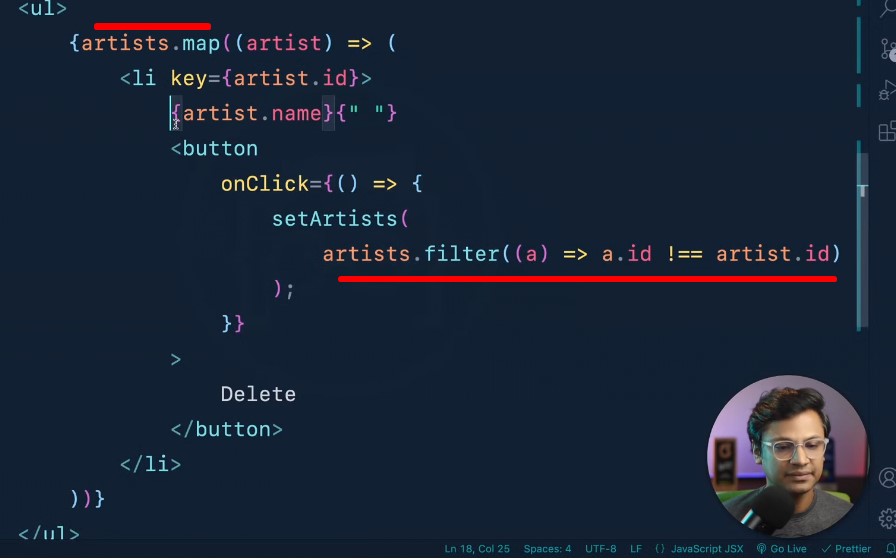 <ul>
{artists.map((artist) => (
<li key={artist.id}>
{artist.name}{" "}
<button
onClick={() => {
setArtists(
artists.filter((a) => a.id !== artist.id)
);
}}
>
Delete
</button>
</li>
))}
</ul>
Ln 18, Col 25 Spaces: 4 UTF-8 LF {} JavaScript JSX Go Live ✓ Prettier